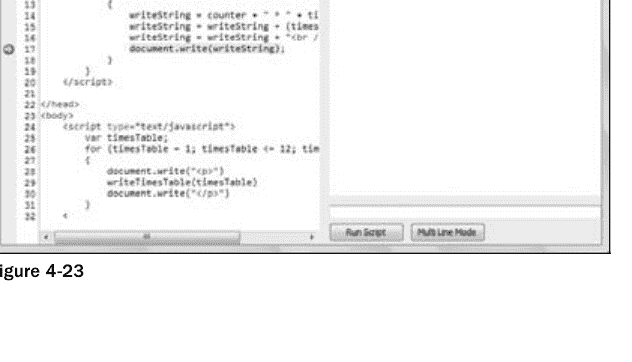 13 {
14 writeString = counter + " * " + ti
15 writeString = writeString + (times
16 writeString = writeString + "<br /
17 document.write(writeString);
18 }
19 }
20 </script>
21
22 </head>
23 <body>
24 <script type="text/javascript">
25 var timesTable;
26 for (timesTable = 1; timesTable <= 12; tim
27 {
28 document.write("<p>")
29 writeTimesTable(timesTable)
30 document.write("</p>")
31 }
32 <
Run Script Multi Line Mode
igure 4-23